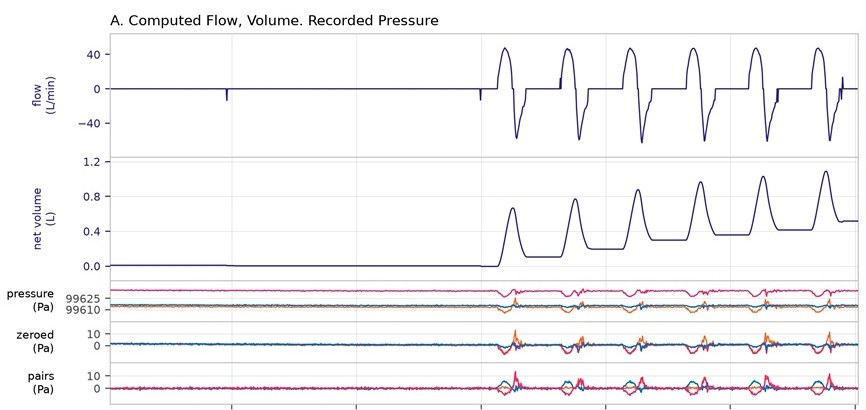 A. Computed Flow, Volume. Recorded Pressure
flow
(L/min)
40
0
−40
net volume
(L)
1.2
0.8
0.4
0.0
pressure
(Pa)
99625
99610
zeroed
(Pa)
10
0
pairs
(Pa)
10
0